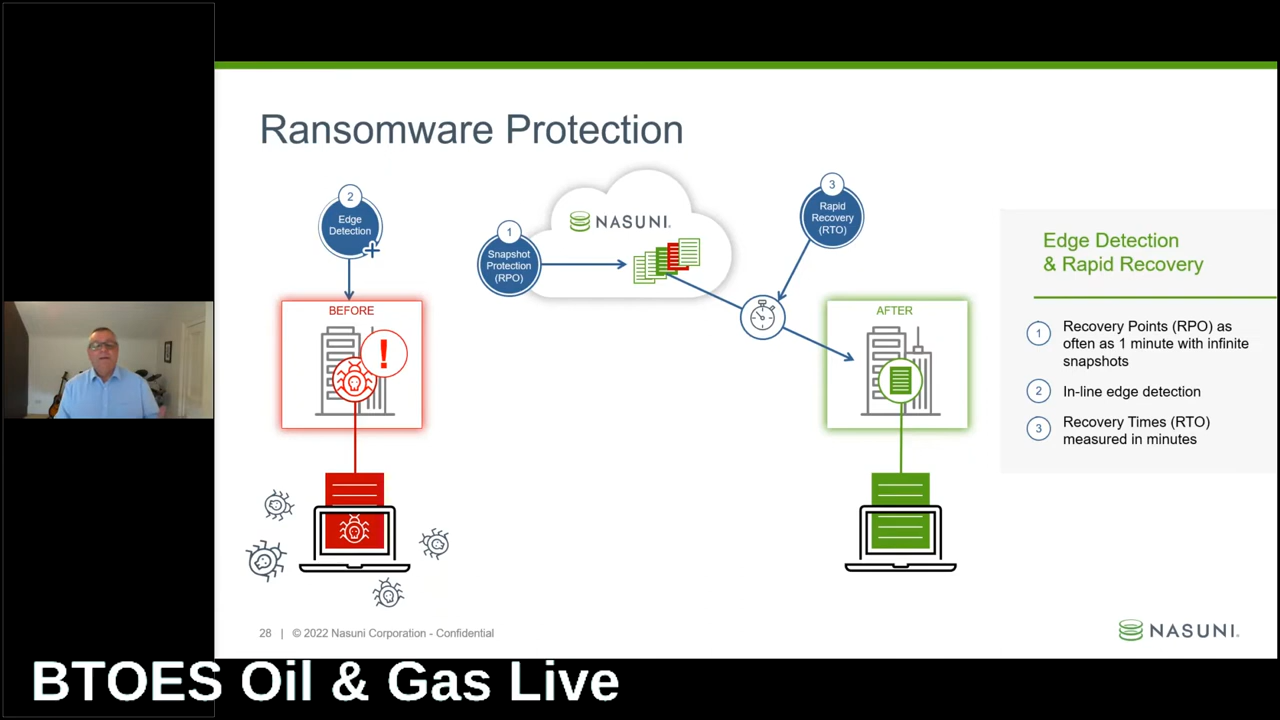 Ransomware Protection
2
Edge
Detection
1
Snapshot
Protection
(RPO)
NASUNI
3
Rapid
Recovery
(RTO)
BEFORE
!
AFTER
Edge Detection
& Rapid Recovery
1
Recovery Points (RPO) as
often as 1 minute with infinite
snapshots
2
In-line edge detection
3
Recovery Times (RTO)
measured in minutes
28 | © 2022 Nasuni Corporation - Confidential
NASUNI
BTOES Oil & Gas Live